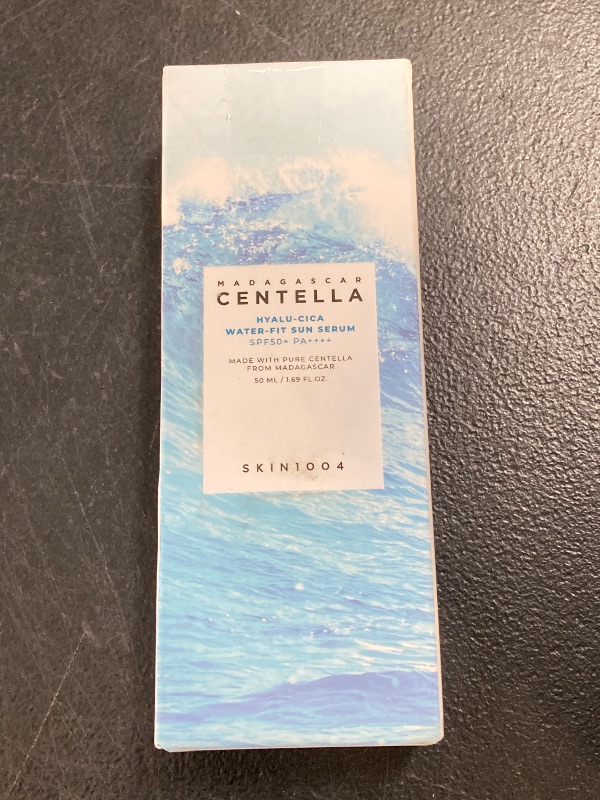 MADAGASCAR
CENTELLA
HYALU-CICA
WATER-FIT SUN SERUM
SPF50+ PA++++
MADE WITH PURE CENTELLA
FROM MADAGASCAR
50 ML / 1.69 FL.OZ.
SKIN1004